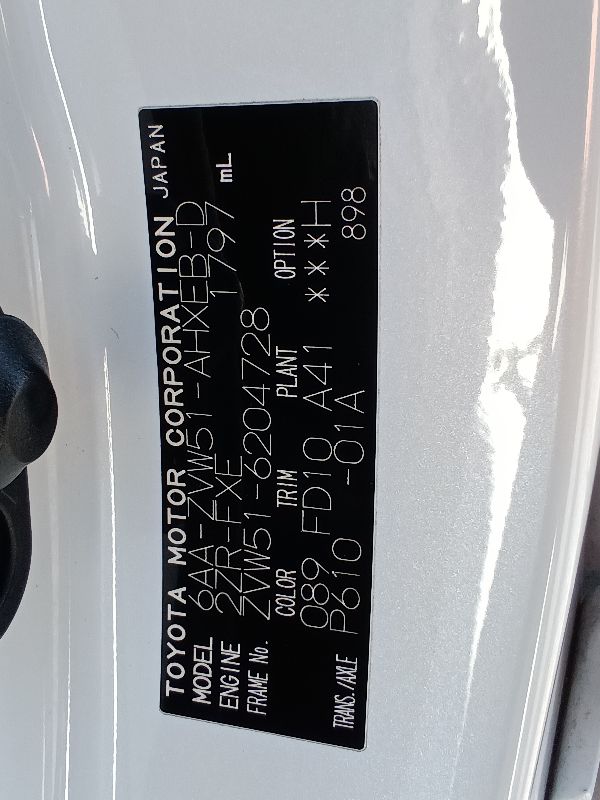 TOYOTA MOTOR CORPORATION JAPAN
MODEL 6AA-ZVW51-AHXEB-D
ENGINE 2ZR-FXE 1797 mL
FRAME No. ZVW51-6204728
COLOR TRIM PLANT OPTION
089 FD10 A41 ***H
TRANS./AXLE P610 -01A 898